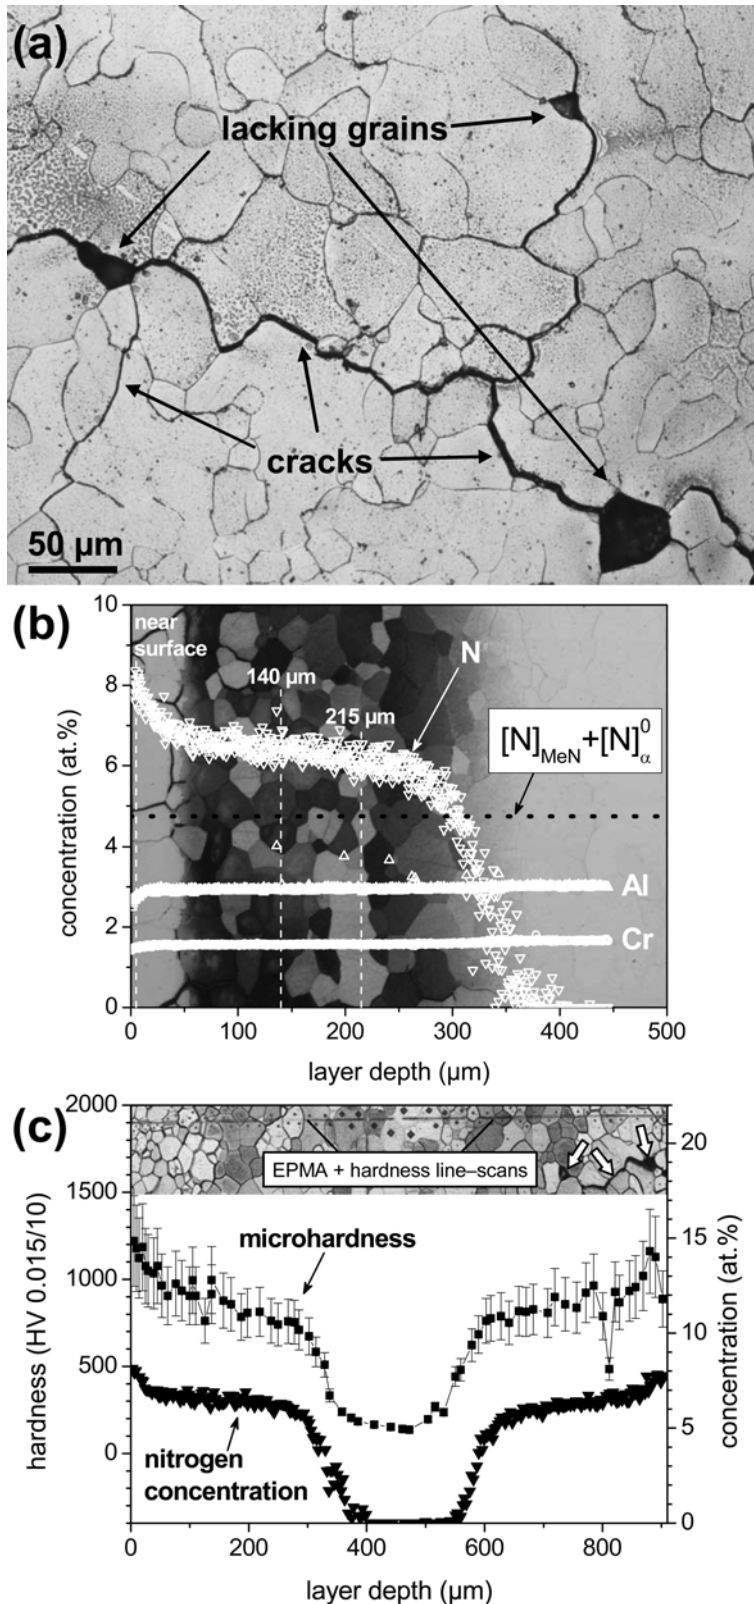 (a)
lacking grains
cracks
50 µm
(b)
10
8
6
4
2
0
concentration (at.%)
near
surface
140 µm
215 µm
N
[N]MeN+[N]α0
Al
Cr
0 100 200 300 400 500
layer depth (µm)
(c)
2000
1500
1000
500
0
hardness (HV 0.015/10)
EPMA + hardness line–scans
microhardness
nitrogen
concentration
20
15
10
5
0
concentration (at.%)
0 200 400 600 800
layer depth (µm)